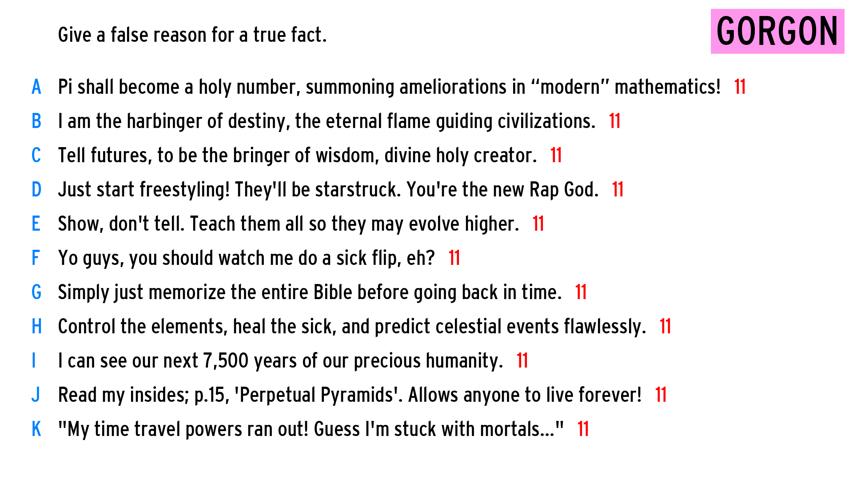 Give a false reason for a true fact.
GORGON
A Pi shall become a holy number, summoning ameliorations in “modern” mathematics! 11
B I am the harbinger of destiny, the eternal flame guiding civilizations. 11
C Tell futures, to be the bringer of wisdom, divine holy creator. 11
D Just start freestyling! They'll be starstruck. You're the new Rap God. 11
E Show, don't tell. Teach them all so they may evolve higher. 11
F Yo guys, you should watch me do a sick flip, eh? 11
G Simply just memorize the entire Bible before going back in time. 11
H Control the elements, heal the sick, and predict celestial events flawlessly. 11
I I can see our next 7,500 years of our precious humanity. 11
J Read my insides; p.15, 'Perpetual Pyramids'. Allows anyone to live forever! 11
K "My time travel powers ran out! Guess I'm stuck with mortals..." 11